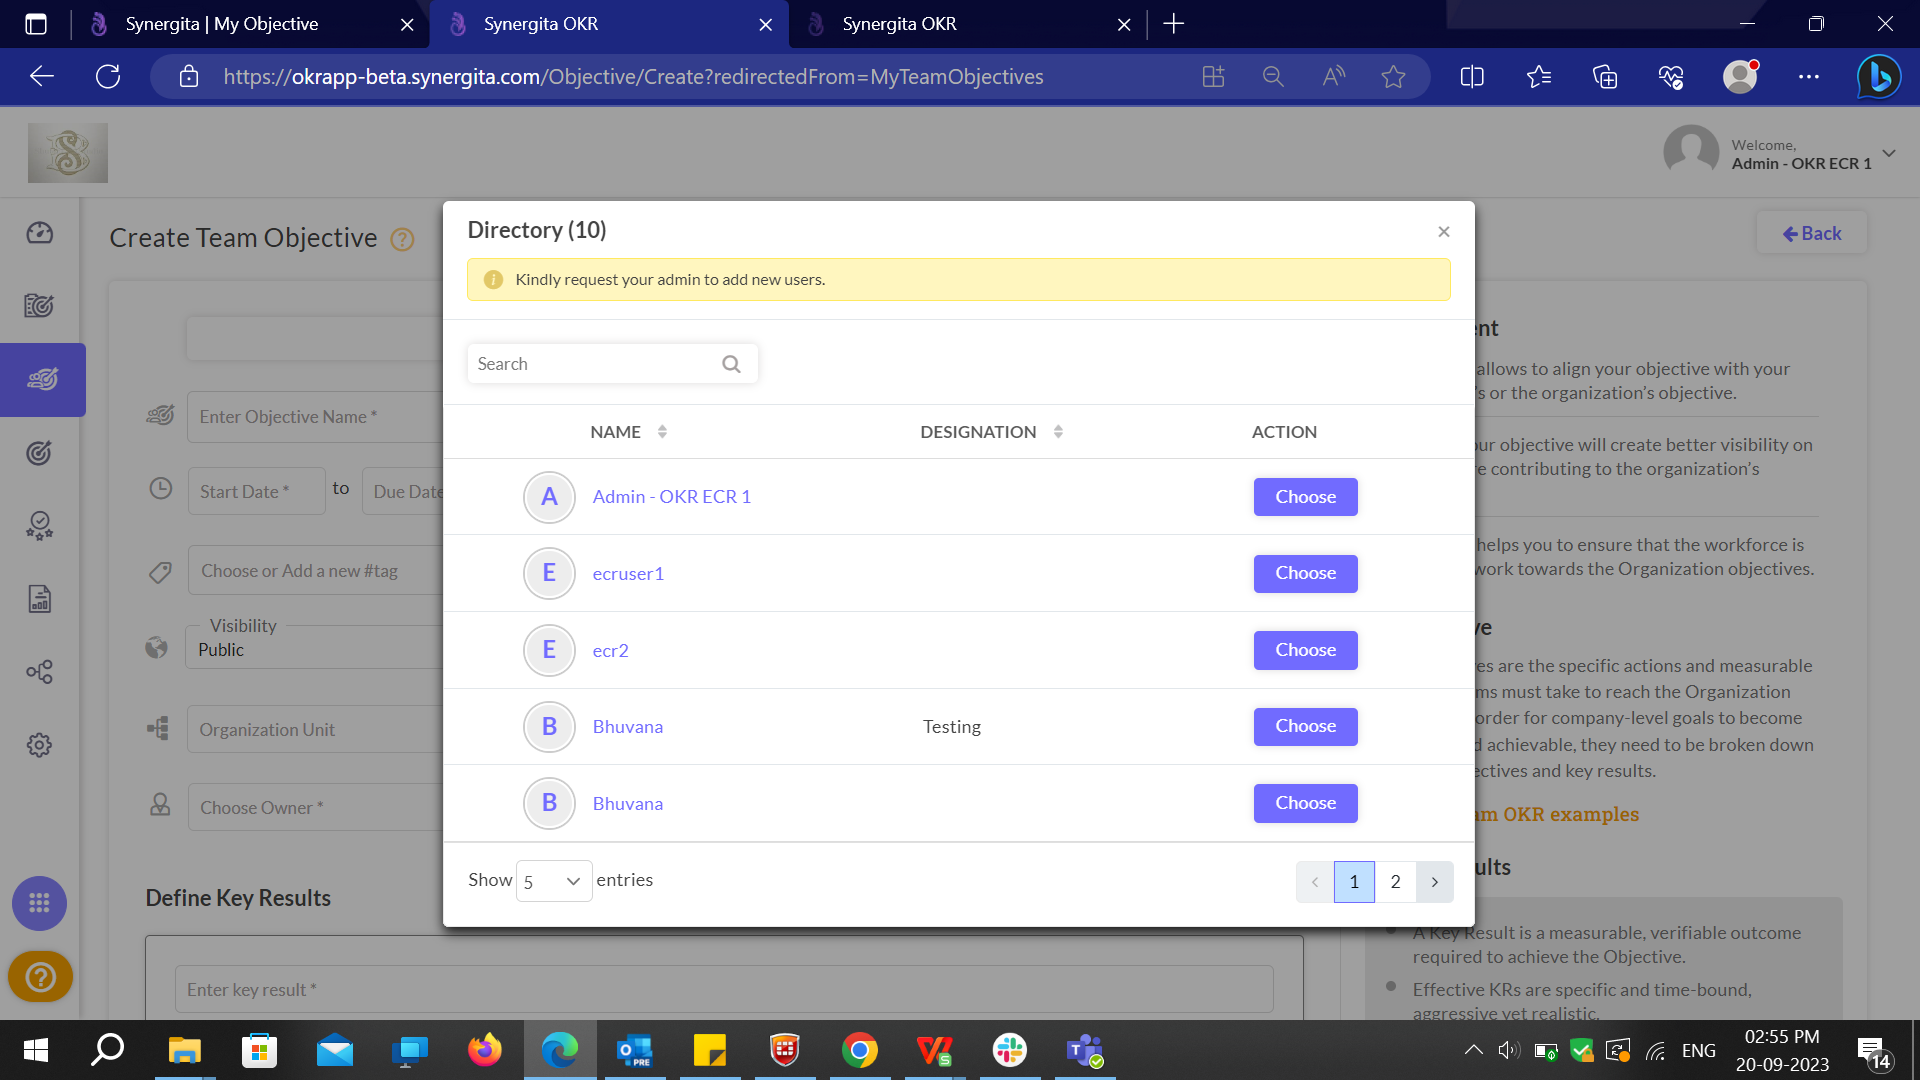 Synergita | My Objective
Synergita OKR
Synergita OKR
https://okrapp-beta.synergita.com/Objective/Create?redirectedFrom=MyTeamObjectives
Welcome,
Admin - OKR ECR 1
Create Team Objective
Back
Enter Objective Name *
Start Date *
to
Due Date
Choose or Add a new #tag
Visibility
Public
Organization Unit
Choose Owner *
Define Key Results
Enter key result *
Directory (10)
Kindly request your admin to add new users.
Search
NAME
DESIGNATION
ACTION
A
Admin - OKR ECR 1
Choose
E
ecruser1
Choose
E
ecr2
Choose
B
Bhuvana
Testing
Choose
B
Bhuvana
Choose
Show 5 entries
1
2
nt
allows to align your objective with your
's or the organization's objective.
ur objective will create better visibility on
e contributing to the organization's
helps you to ensure that the workforce is
work towards the Organization objectives.
ve
es are the specific actions and measurable
ms must take to reach the Organization
order for company-level goals to become
d achievable, they need to be broken down
ectives and key results.
am OKR examples
ults
A Key Result is a measurable, verifiable outcome
required to achieve the Objective.
Effective KRs are specific and time-bound,
aggressive yet realistic.
PRE
ENG
02:55 PM
20-09-2023
14